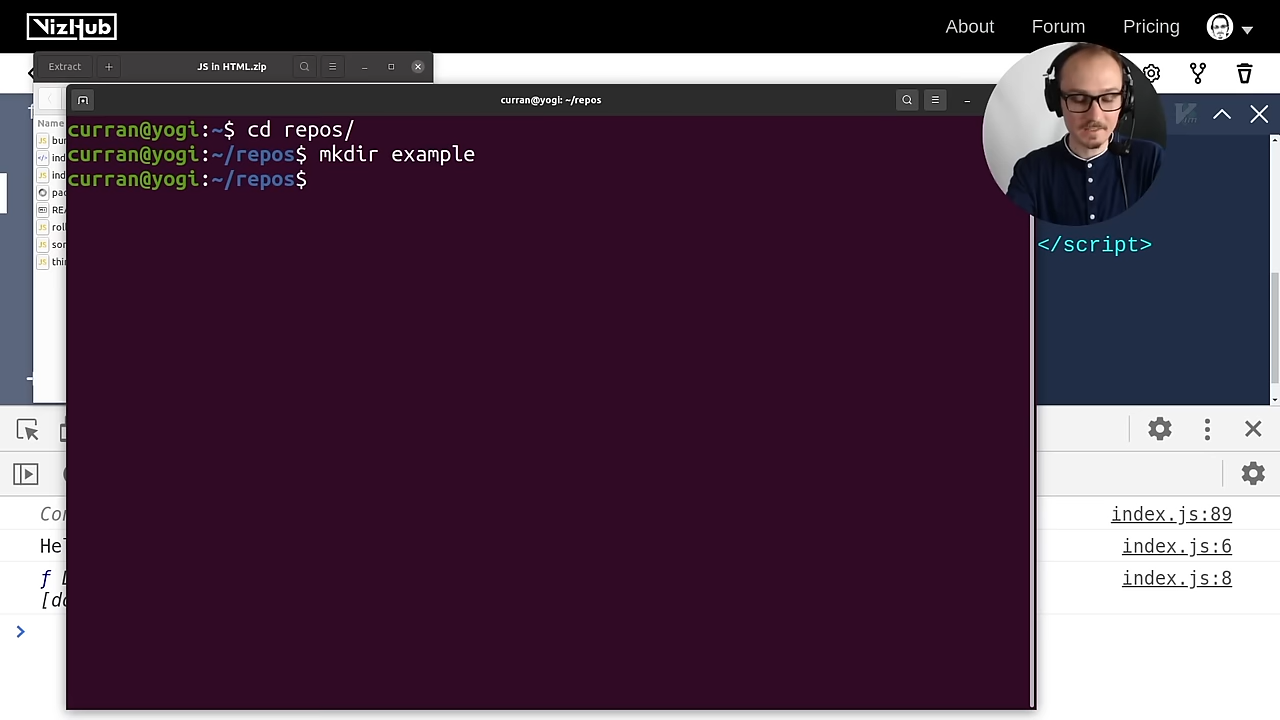 VizHub
About Forum Pricing
Extract
JS in HTML.zip
curran@yogi: ~/repos
Name
curran@yogi:~$ cd repos/
curran@yogi:~/repos$ mkdir example
curran@yogi:~/repos$
</script>
index.js:89
index.js:6
index.js:8